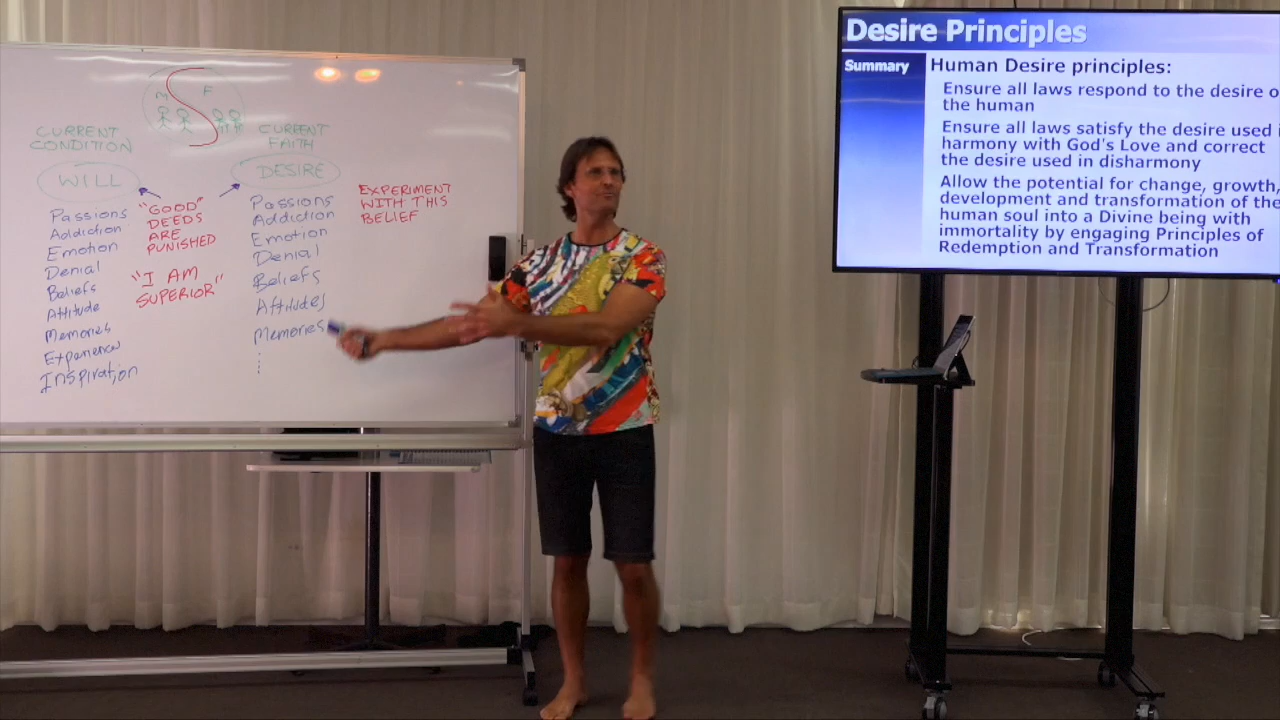 M F
CURRENT
CONDITION
WILL
Passions
Addiction
Emotion
Denial
Beliefs
Attitude
Memories
Experience
Inspiration
"GOOD"
DEEDS
ARE
PUNISHED
"I AM
SUPERIOR"
CURRENT
FAITH
DESIRE
Passions
Addiction
Emotion
Denial
Beliefs
Attitudes
Memories
EXPERIMENT
WITH THIS
BELIEF
Desire Principles
Summary
Human Desire principles:
Ensure all laws respond to the desire o
the human
Ensure all laws satisfy the desire used i
harmony with God's Love and correct
the desire used in disharmony
Allow the potential for change, growth,
development and transformation of the
human soul into a Divine being with
immortality by engaging Principles of
Redemption and Transformation